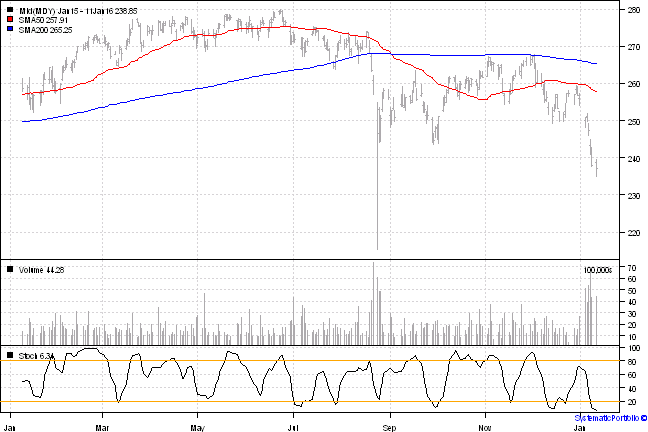 Mid(MDY) Jan15 - 11Jan16 238.85
SMA50 257.91
SMA200 265.25
280
270
260
250
240
230
220
Volume 44.28
100,000s
70
60
50
40
30
20
10
Stoch 6.34
100
80
60
40
20
Jan
Mar
May
Jul
Sep
Nov
Jan
SystematicPortfolio ©